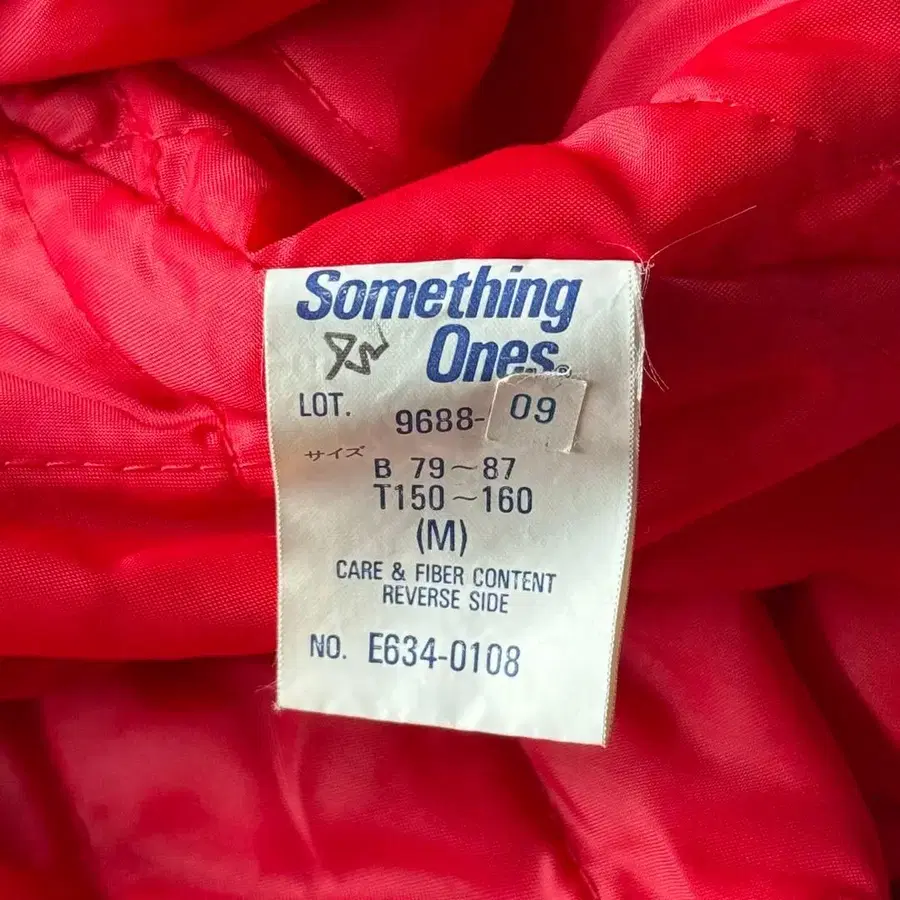 Something
Ones®
LOT. 9688-09
サイズ B 79~87
T150~160
(M)
CARE & FIBER CONTENT
REVERSE SIDE
NO. E634-0108